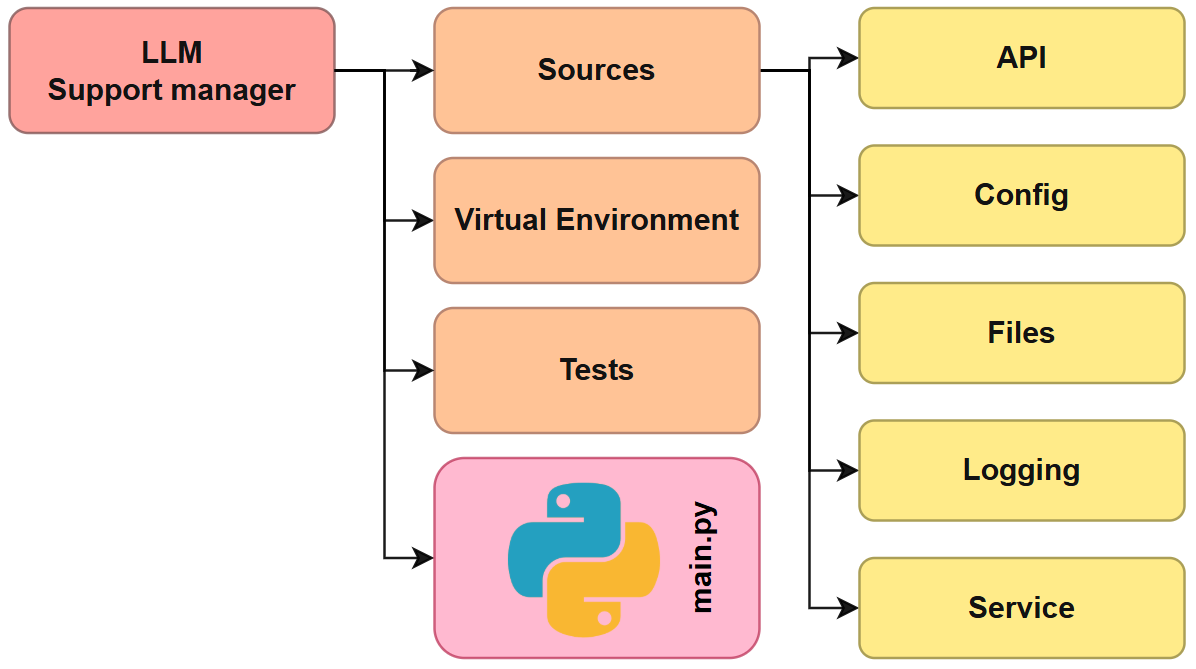 LLM
Support manager
Sources
Virtual Environment
Tests
main.py
API
Config
Files
Logging
Service